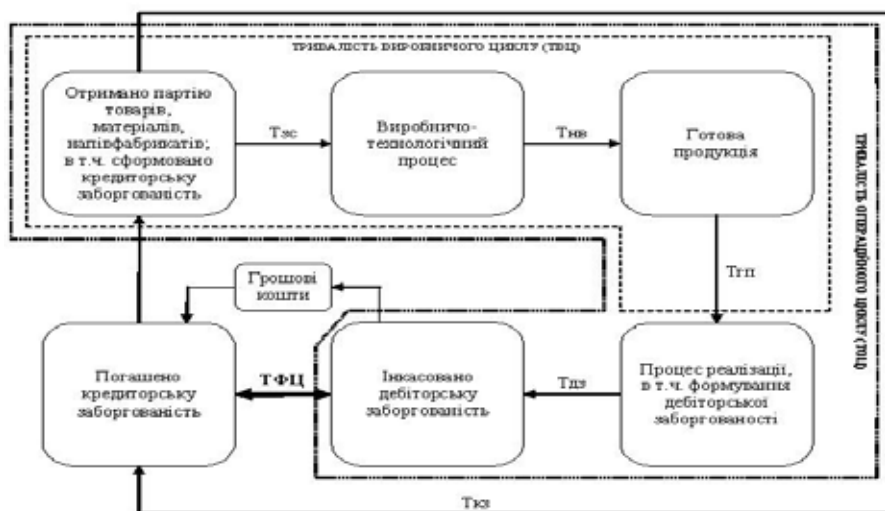 ТРИВАЛІСТЬ ВИРОБНИЧОГО ЦИКЛУ (ТВЦ)
Отримано партію
товарів,
матеріалів,
напівфабрикатів;
в т.ч. сформовано
кредиторську
заборгованість
Тзс
Виробничо-
технологічний
процес
Тнв
Готова
продукція
ТРИВАЛІСТЬ ОПЕРАЦІЙНОГО ЦИКЛУ (ТОЦ)
Тгп
Грошові
кошти
Погашено
кредиторську
заборгованість
ТФЦ
Інкасовано
дебіторську
заборгованість
Тдз
Процес реалізації,
в т.ч. формування
дебіторської
заборгованості
Ткз